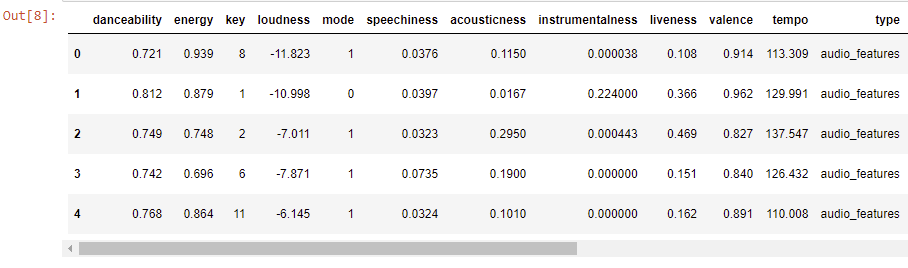 Out[8]:
danceability energy key loudness mode speechiness acousticness instrumentalness liveness valence tempo type
0 0.721 0.939 8 -11.823 1 0.0376 0.1150 0.000038 0.108 0.914 113.309 audio_features
1 0.812 0.879 1 -10.998 0 0.0397 0.0167 0.224000 0.366 0.962 129.991 audio_features
2 0.749 0.748 2 -7.011 1 0.0323 0.2950 0.000443 0.469 0.827 137.547 audio_features
3 0.742 0.696 6 -7.871 1 0.0735 0.1900 0.000000 0.151 0.840 126.432 audio_features
4 0.768 0.864 11 -6.145 1 0.0324 0.1010 0.000000 0.162 0.891 110.008 audio_features